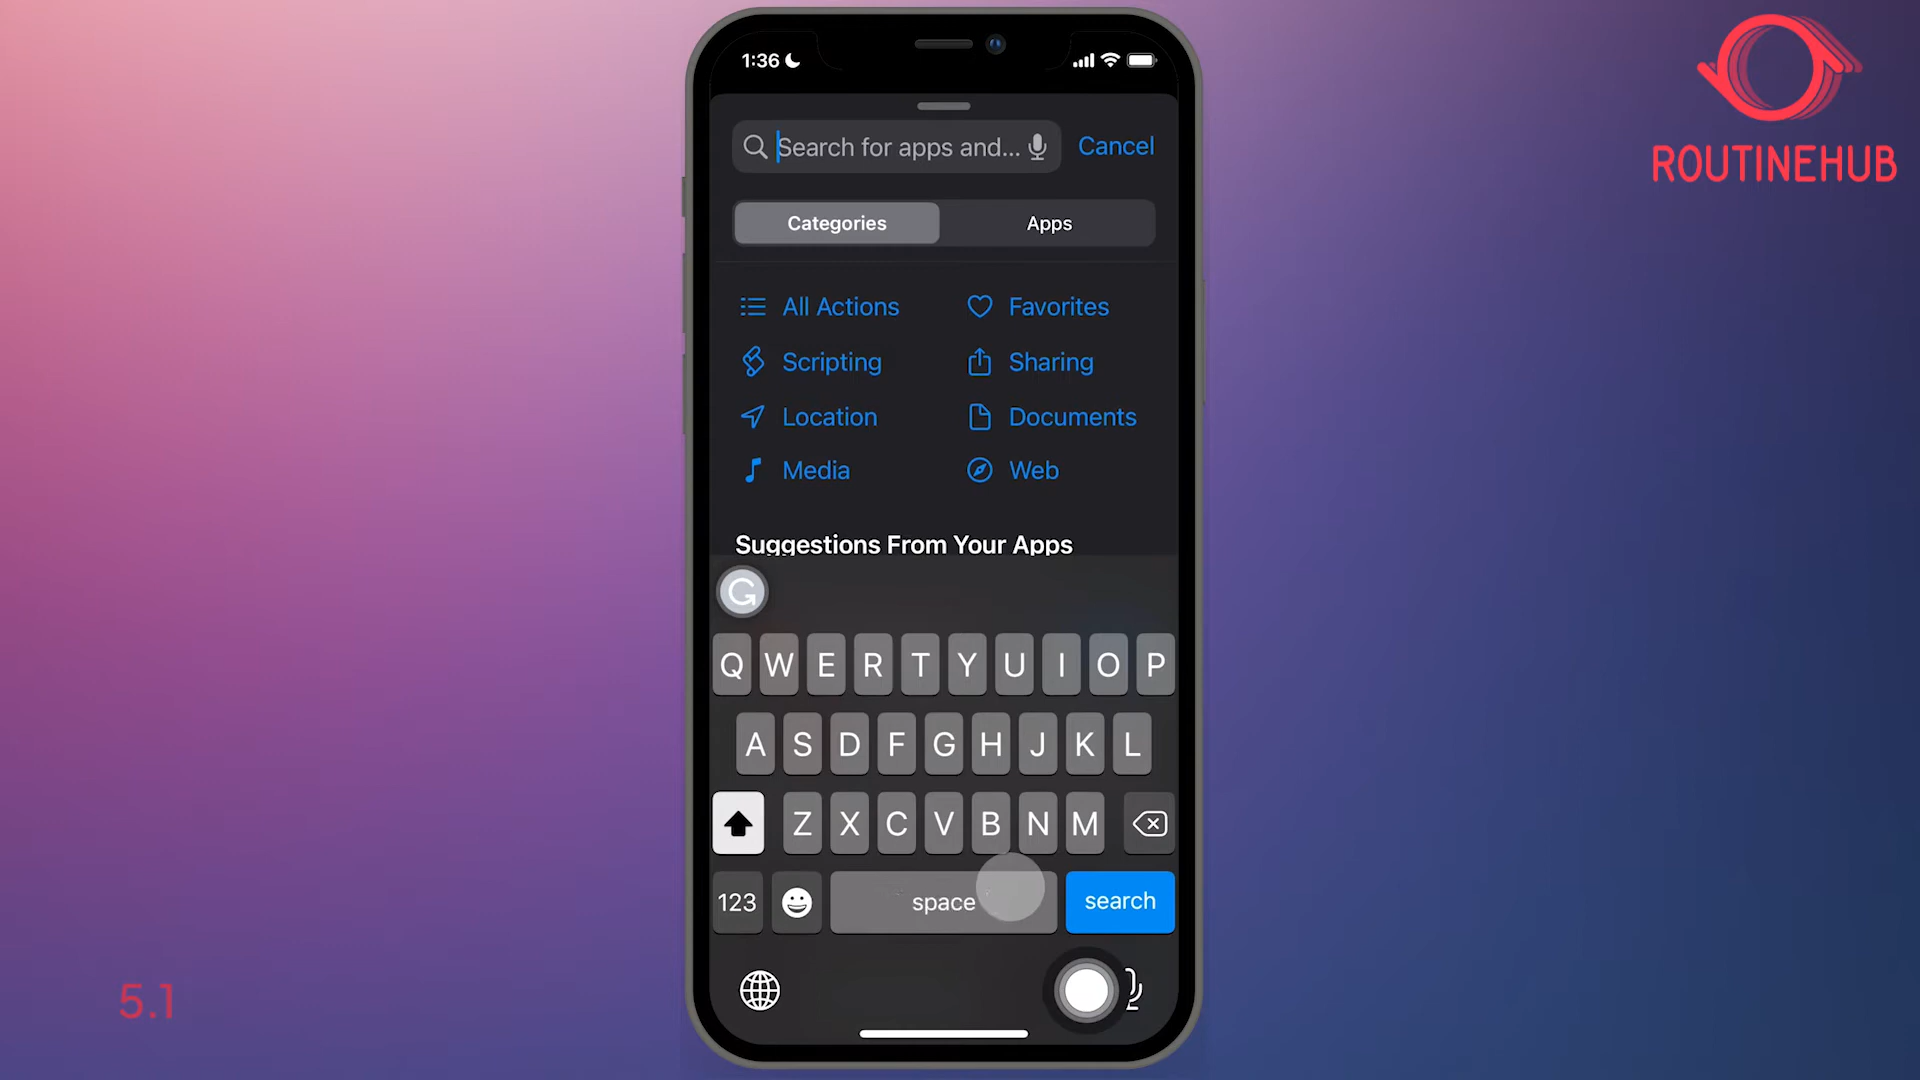 1:36
ROUTINEHUB
Search for apps and...
Cancel
Categories
Apps
All Actions
Favorites
Scripting
Sharing
Location
Documents
Media
Web
Suggestions From Your Apps
G
Q W E R T Y U I O P
A S D F G H J K L
Z X C V B N M
123
space
search
5.1